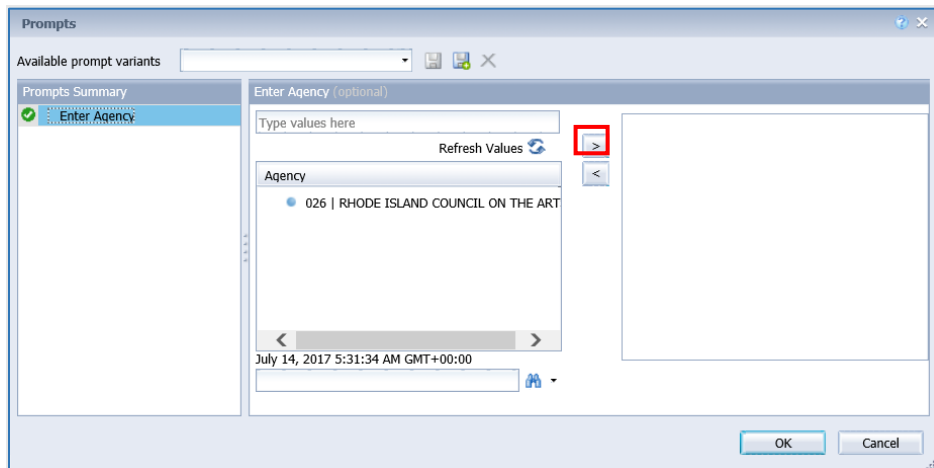 Prompts
Available prompt variants
Prompts Summary
Enter Agency
Enter Agency (optional)
Type values here
Refresh Values
>
<
Agency
026 | RHODE ISLAND COUNCIL ON THE ART
July 14, 2017 5:31:34 AM GMT+00:00
OK Cancel